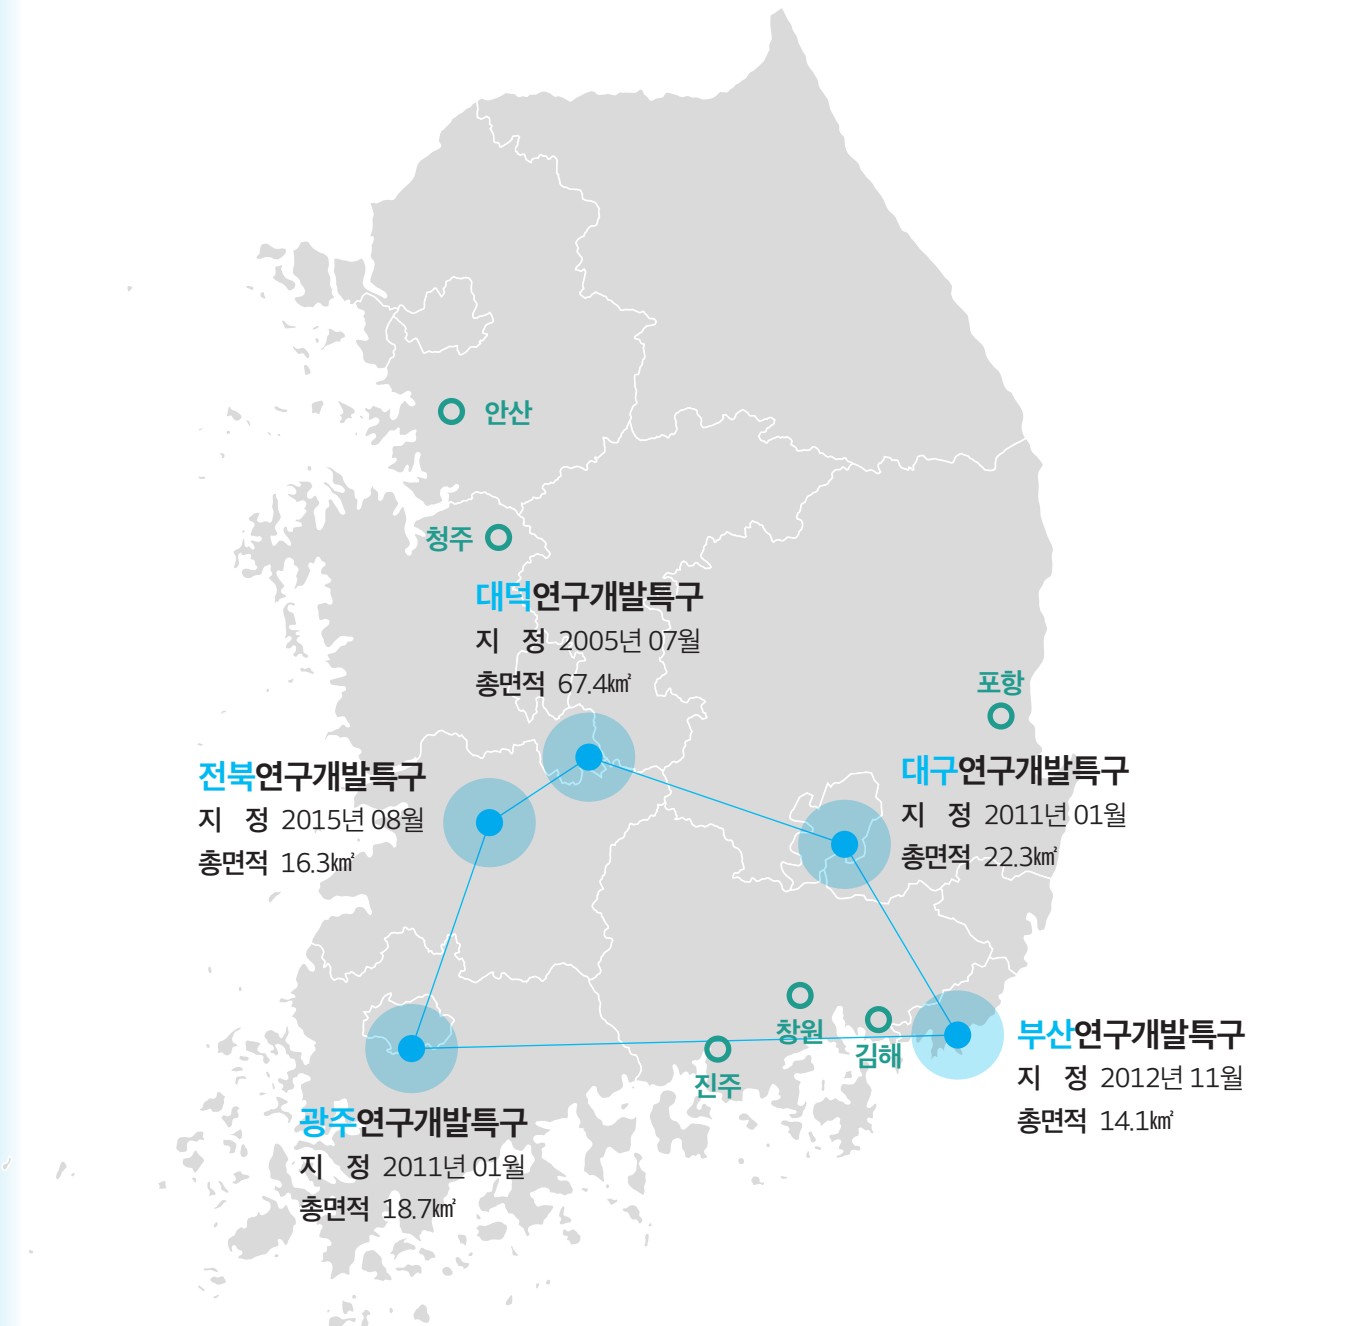 안산
청주
대덕연구개발특구
지 정 2005년 07월
총면적 67.4㎢
포항
전북연구개발특구
지 정 2015년 08월
총면적 16.3㎢
대구연구개발특구
지 정 2011년 01월
총면적 22.3㎢
창원
김해
진주
부산연구개발특구
지 정 2012년 11월
총면적 14.1㎢
광주연구개발특구
지 정 2011년 01월
총면적 18.7㎢